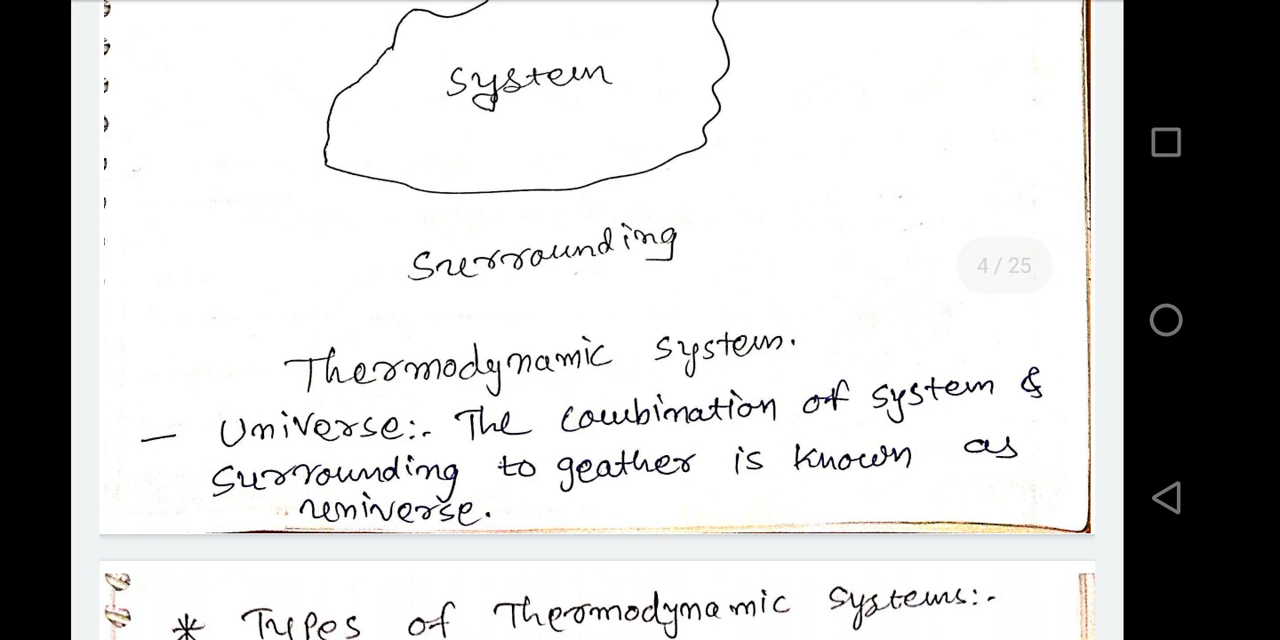 System
Surrounding
4 / 25
Thermodynamic system.
— Universe:- The combination of system &
surrounding to geather is known as
universe.
* Types of Thermodynamic Systems:-